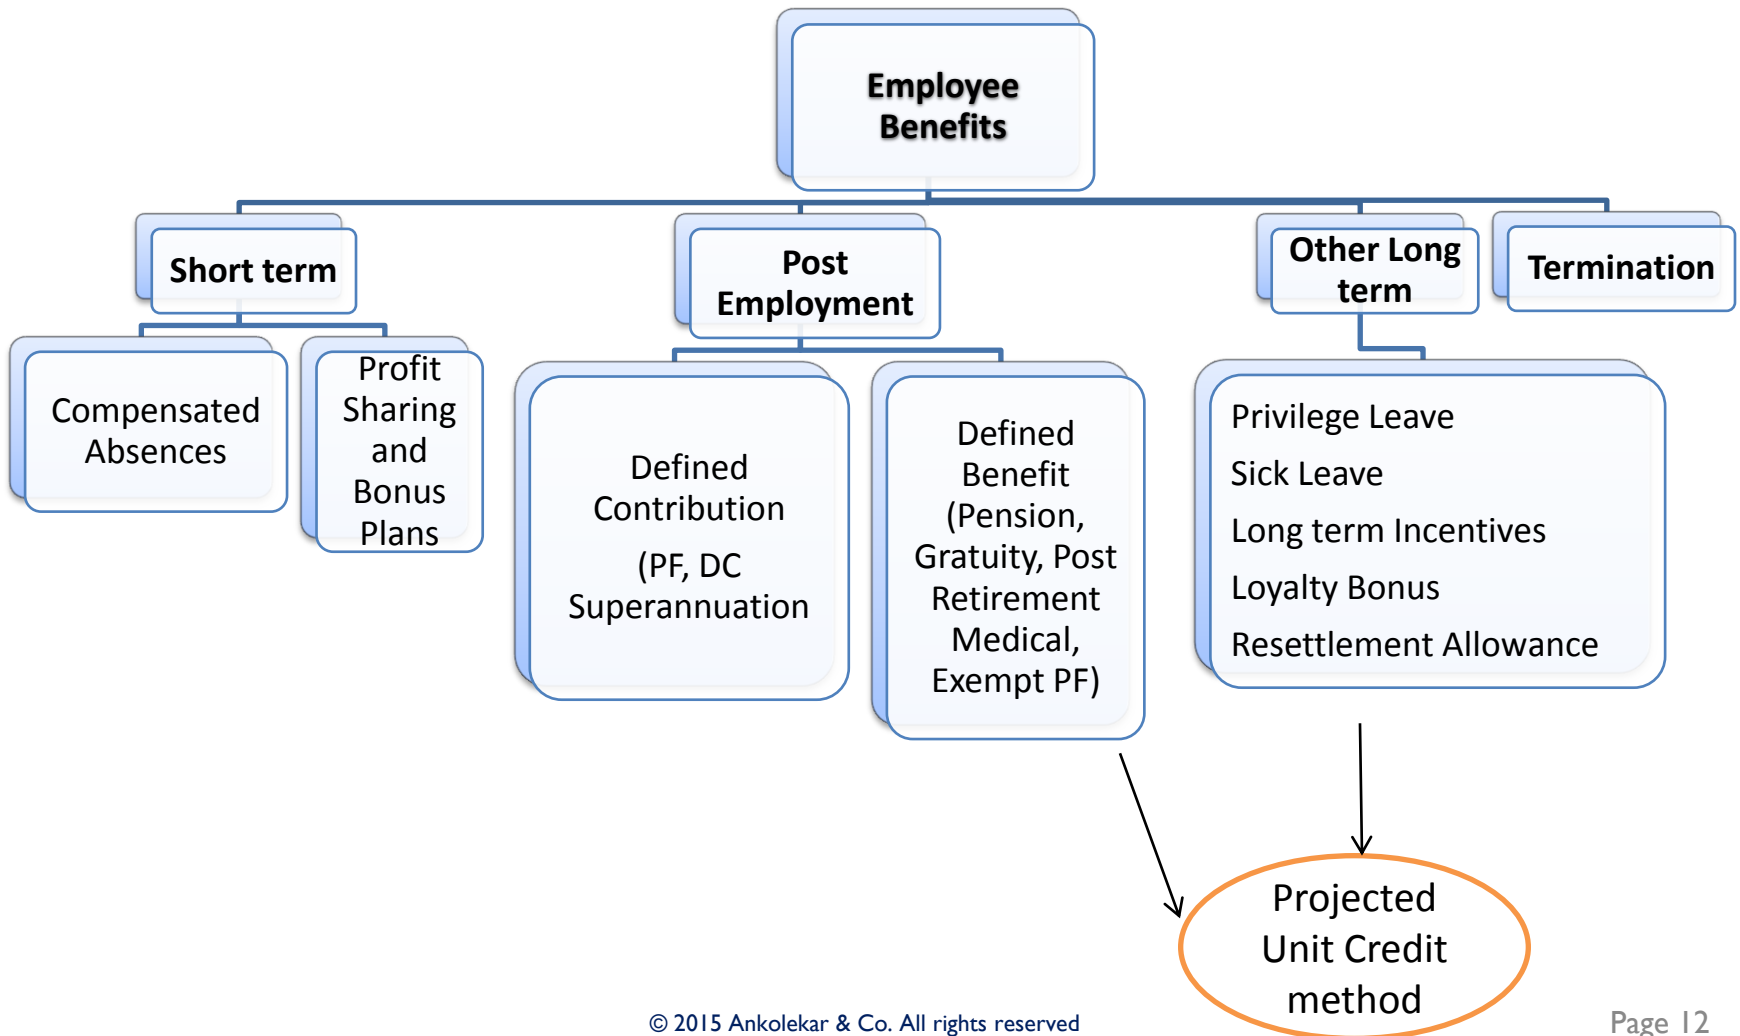 Employee
Benefits
Short term
Post
Employment
Other Long
term
Termination
Compensated
Absences
Profit
Sharing
and
Bonus
Plans
Defined
Contribution
(PF, DC
Superannuation
Defined
Benefit
(Pension,
Gratuity, Post
Retirement
Medical,
Exempt PF)
Privilege Leave
Sick Leave
Long term Incentives
Loyalty Bonus
Resettlement Allowance
Projected
Unit Credit
method
© 2015 Ankolekar & Co. All rights reserved
Page 12